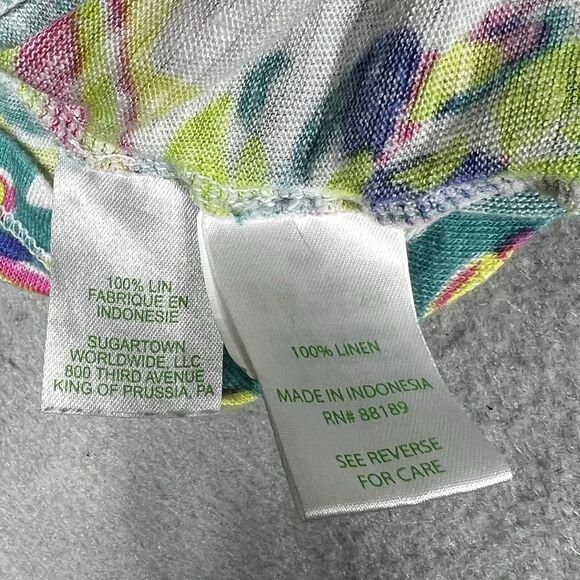 100% LIN
FABRIQUE EN
INDONESIE
SUGARTOWN
WORLDWIDE, LLC
800 THIRD AVENUE
KING OF PRUSSIA, PA
100% LINEN
MADE IN INDONESIA
RN# 88189
SEE REVERSE
FOR CARE